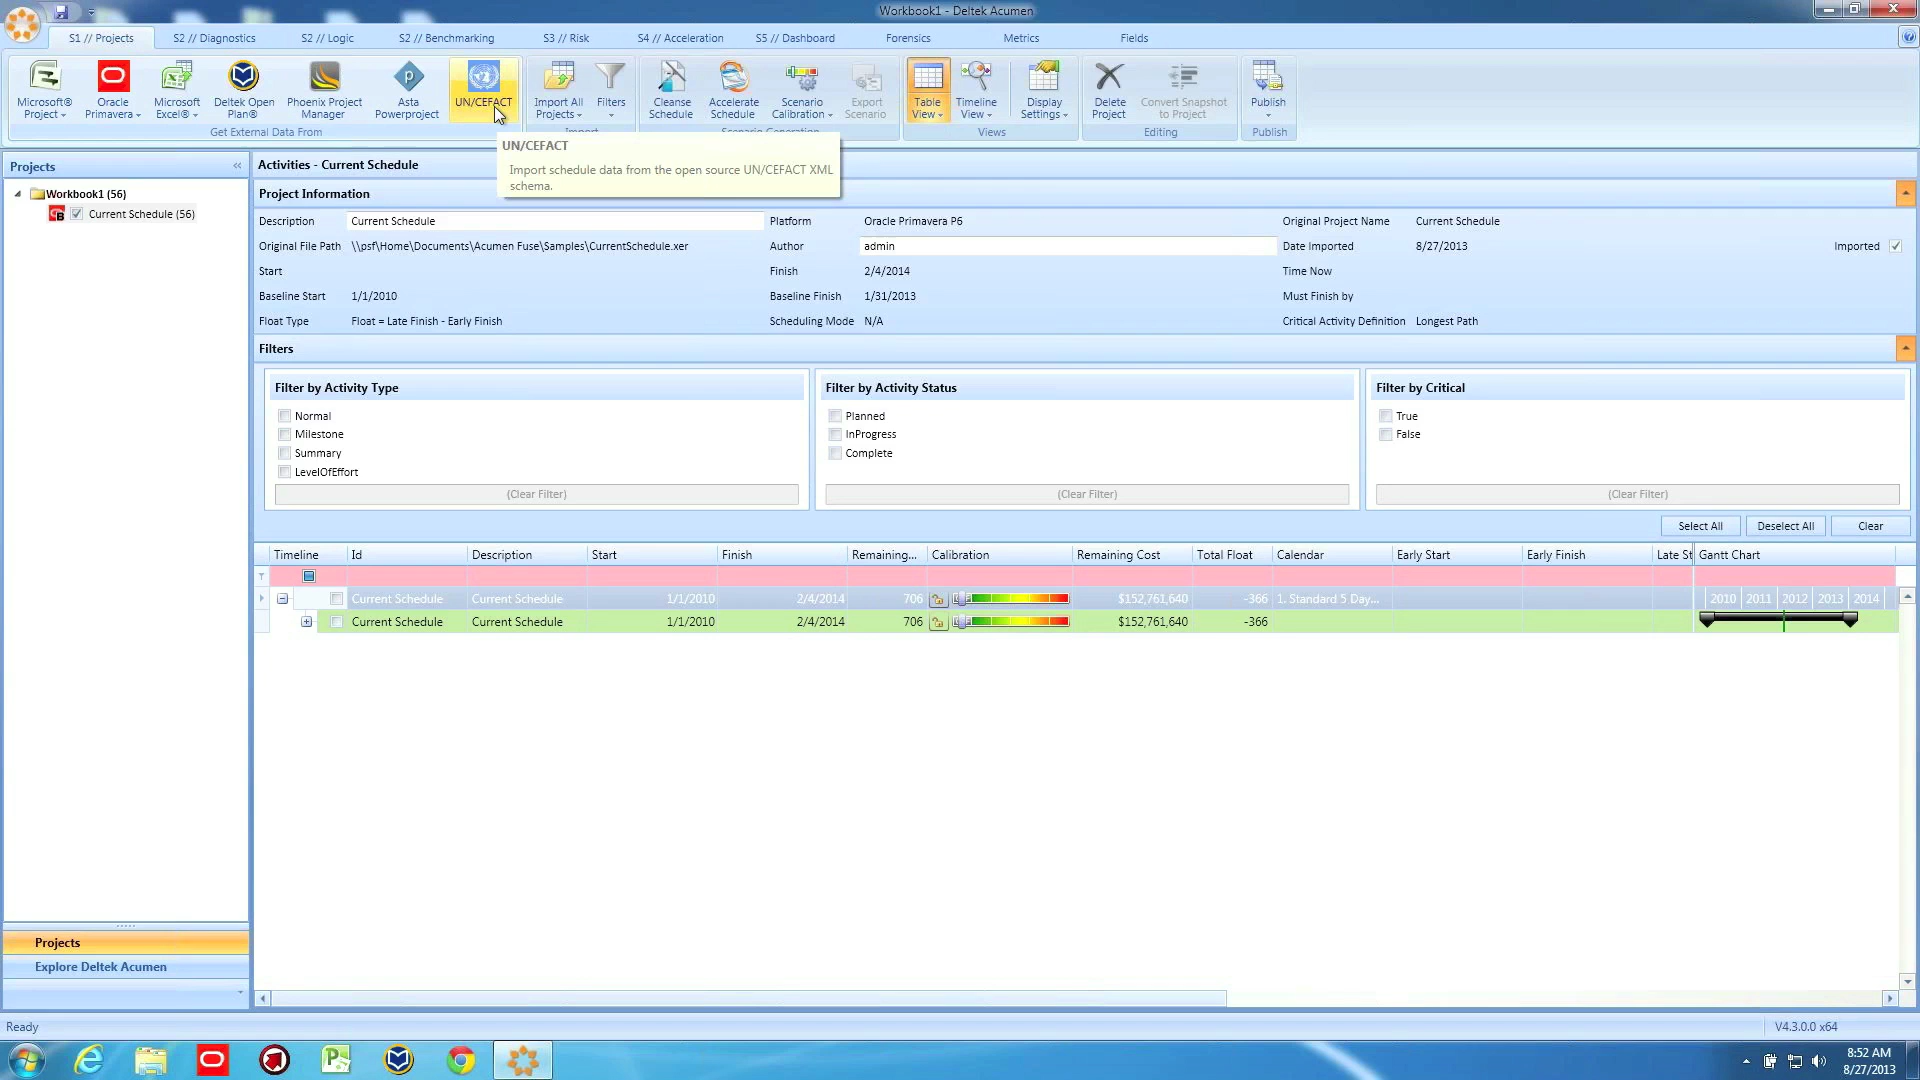 Workbook1 - Deltek Acumen
S1 // Projects
S2 // Diagnostics
S2 // Logic
S2 // Benchmarking
S3 // Risk
S4 // Acceleration
S5 // Dashboard
Forensics
Metrics
Fields
Microsoft® Project
Oracle Primavera
Microsoft Excel®
Deltek Open Plan®
Phoenix Project Manager
Asta Powerproject
UN/CEFACT
Import All Projects
Filters
Cleanse Schedule
Accelerate Schedule
Scenario Calibration
Export Scenario
Table View
Timeline View
Display Settings
Delete Project
Convert Snapshot to Project
Publish
Get External Data From
Views
Editing
Publish
UN/CEFACT
Import schedule data from the open source UN/CEFACT XML
schema.
Projects
Workbook1 (56)
Current Schedule (56)
Activities - Current Schedule
Project Information
Description Current Schedule Platform Oracle Primavera P6 Original Project Name Current Schedule
Original File Path \\psf\Home\Documents\Acumen Fuse\Samples\CurrentSchedule.xer Author admin Date Imported 8/27/2013 Imported
Start Finish 2/4/2014 Time Now
Baseline Start 1/1/2010 Baseline Finish 1/31/2013 Must Finish by
Float Type Float = Late Finish - Early Finish Scheduling Mode N/A Critical Activity Definition Longest Path
Filters
Filter by Activity Type
Normal
Milestone
Summary
LevelOfEffort
(Clear Filter)
Filter by Activity Status
Planned
InProgress
Complete
(Clear Filter)
Filter by Critical
True
False
(Clear Filter)
Select All Deselect All Clear
Timeline Id Description Start Finish Remaining... Calibration Remaining Cost Total Float Calendar Early Start Early Finish Late St Gantt Chart
Current Schedule Current Schedule 1/1/2010 2/4/2014 706 $152,761,640 -366 1. Standard 5 Day... 2010 2011 2012 2013 2014
Current Schedule Current Schedule 1/1/2010 2/4/2014 706 $152,761,640 -366
Projects
Explore Deltek Acumen
Ready
V4.3.0.0 x64
8:52 AM
8/27/2013